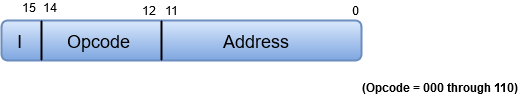 15 14 12 11 0
I Opcode Address
(Opcode = 000 through 110)